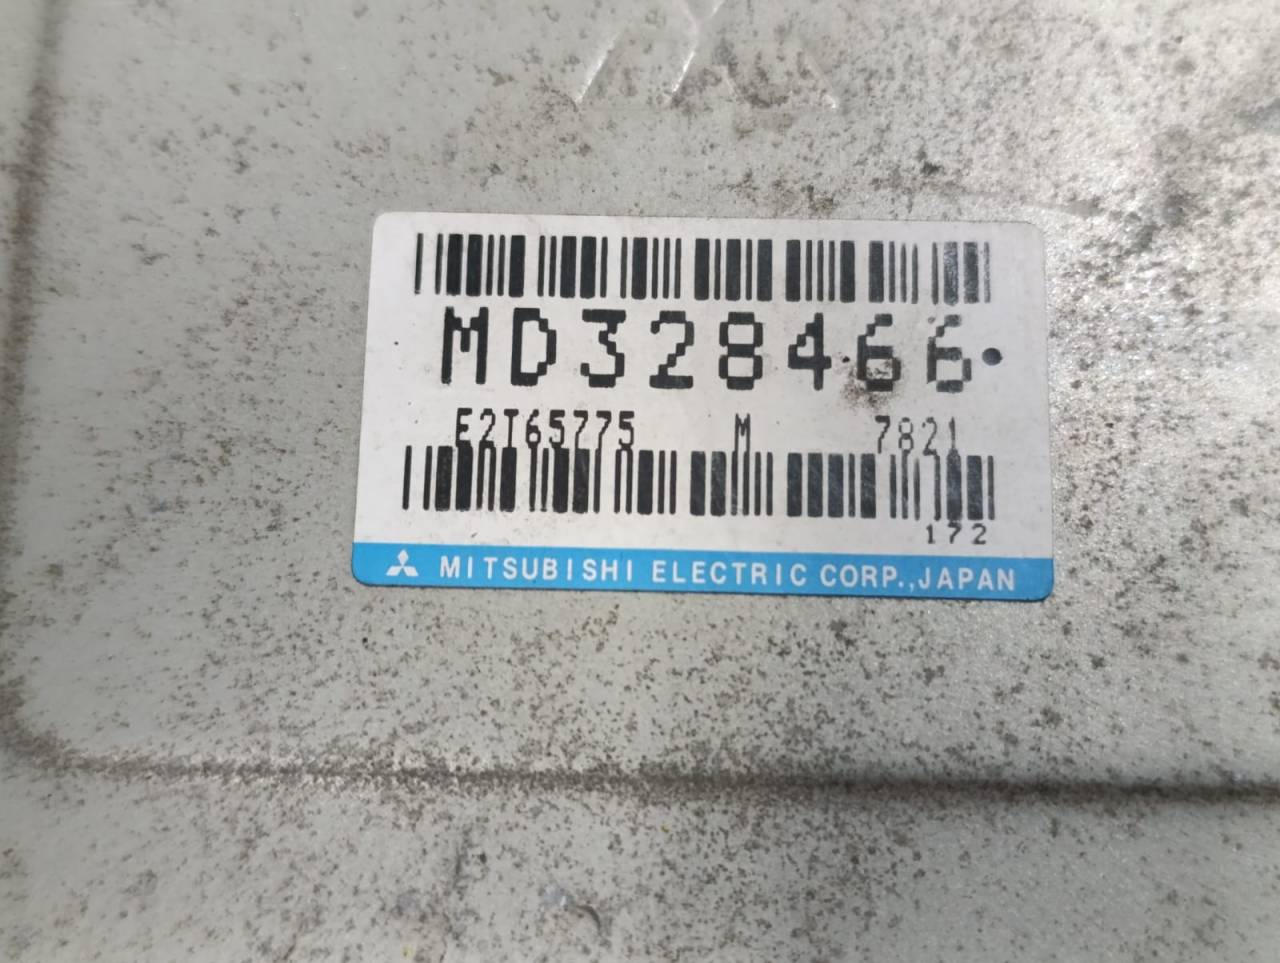 MD328466
E2T65775 M 7821
172
MITSUBISHI ELECTRIC CORP.,JAPAN